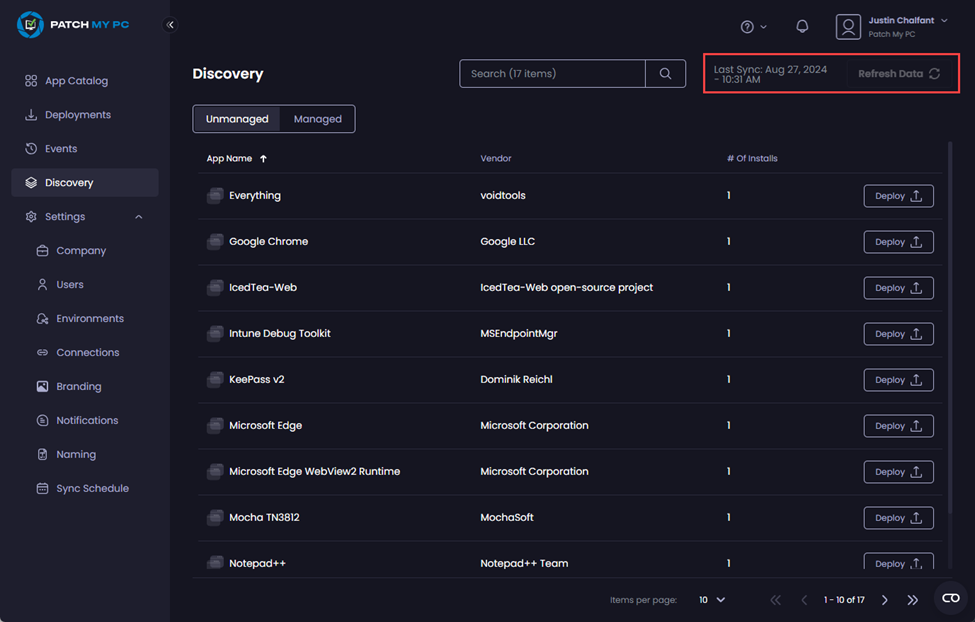 PATCH MY PC
Justin Chalfant
Patch My PC
App Catalog
Deployments
Events
Discovery
Settings
Company
Users
Environments
Connections
Branding
Notifications
Naming
Sync Schedule
Discovery
Search (17 items)
Last Sync: Aug 27, 2024
- 10:31 AM
Refresh Data
Unmanaged Managed
App Name Vendor # Of Installs
Everything voidtools 1 Deploy
Google Chrome Google LLC 1 Deploy
IcedTea-Web IcedTea-Web open-source project 1 Deploy
Intune Debug Toolkit MSEndpointMgr 1 Deploy
KeePass v2 Dominik Reichl 1 Deploy
Microsoft Edge Microsoft Corporation 1 Deploy
Microsoft Edge WebView2 Runtime Microsoft Corporation 1 Deploy
Mocha TN3812 MochaSoft 1 Deploy
Notepad++ Notepad++ Team 1 Deploy
Items per page: 10 1 - 10 of 17